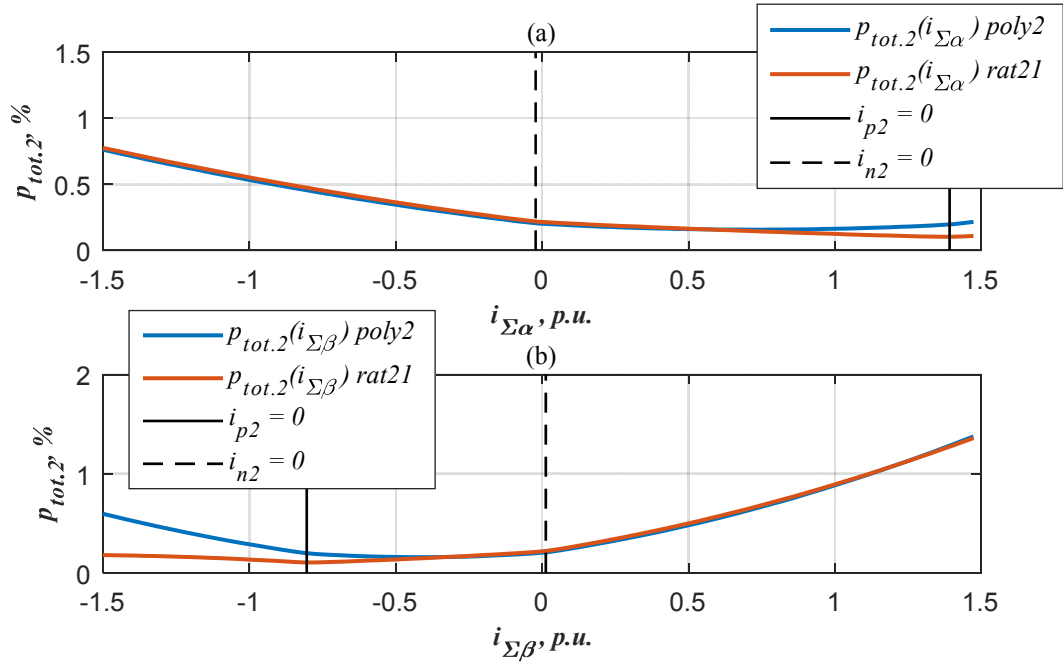 (a)
p_tot.2(i_Σα) poly2
p_tot.2(i_Σα) rat21
i_p2 = 0
i_n2 = 0
p_tot.2, %
1.5
1
0.5
0
-1.5 -1 -0.5 0 0.5 1 1.5
i_Σα, p.u.
(b)
p_tot.2(i_Σβ) poly2
p_tot.2(i_Σβ) rat21
i_p2 = 0
i_n2 = 0
p_tot.2, %
2
1
0
-1.5 -1 -0.5 0 0.5 1 1.5
i_Σβ, p.u.